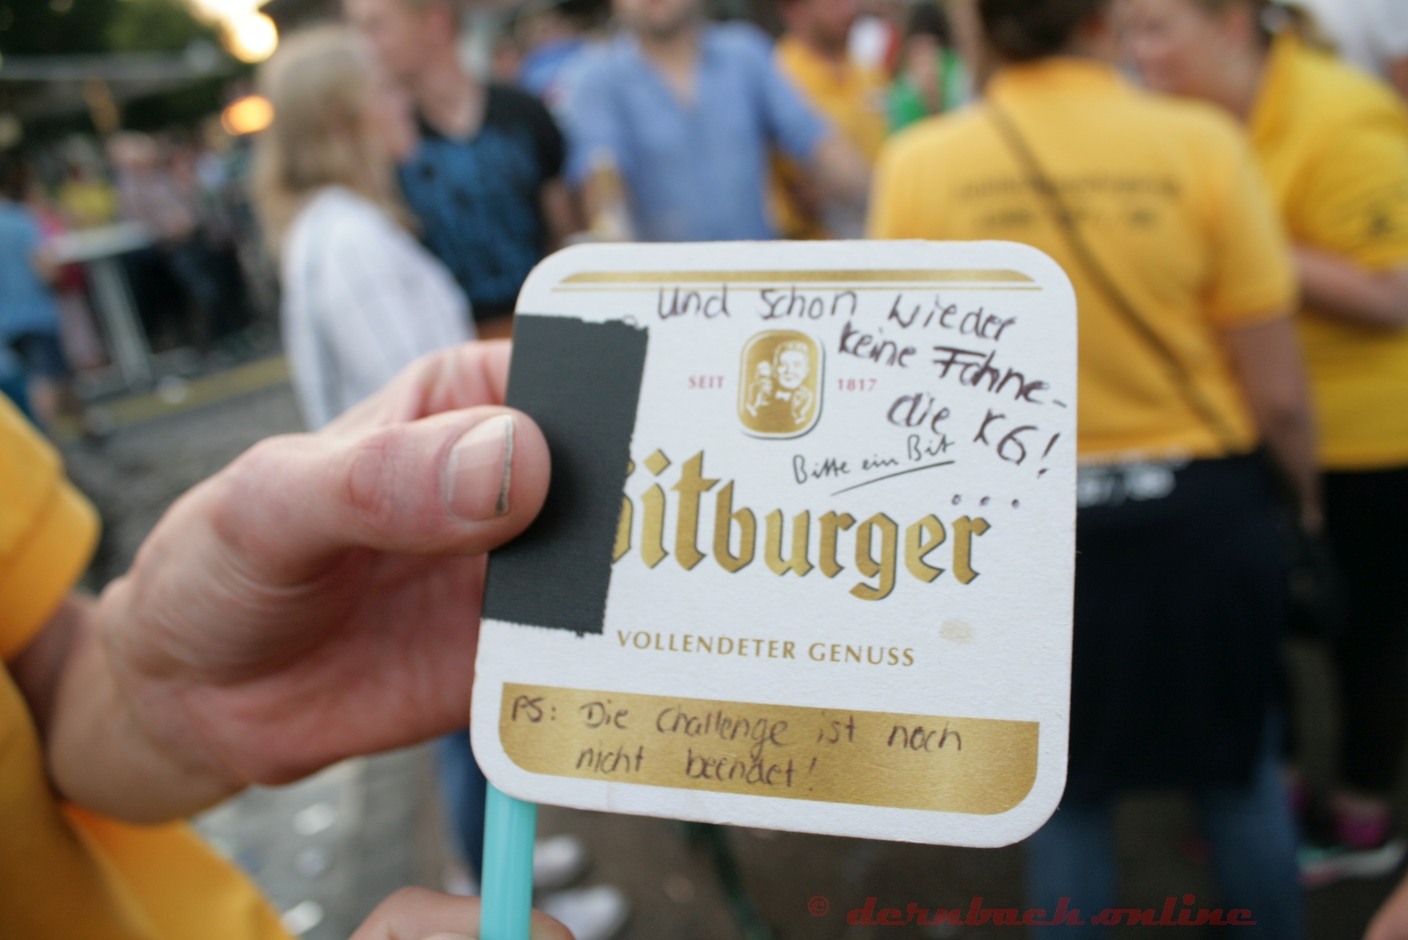 Und schon wieder
keine Fahne-
die KG!
SEIT 1817
Bitte ein Bit
...
Bitburger
VOLLENDETER GENUSS
PS: Die Challenge ist noch
nicht beendet!
© dernbach.online